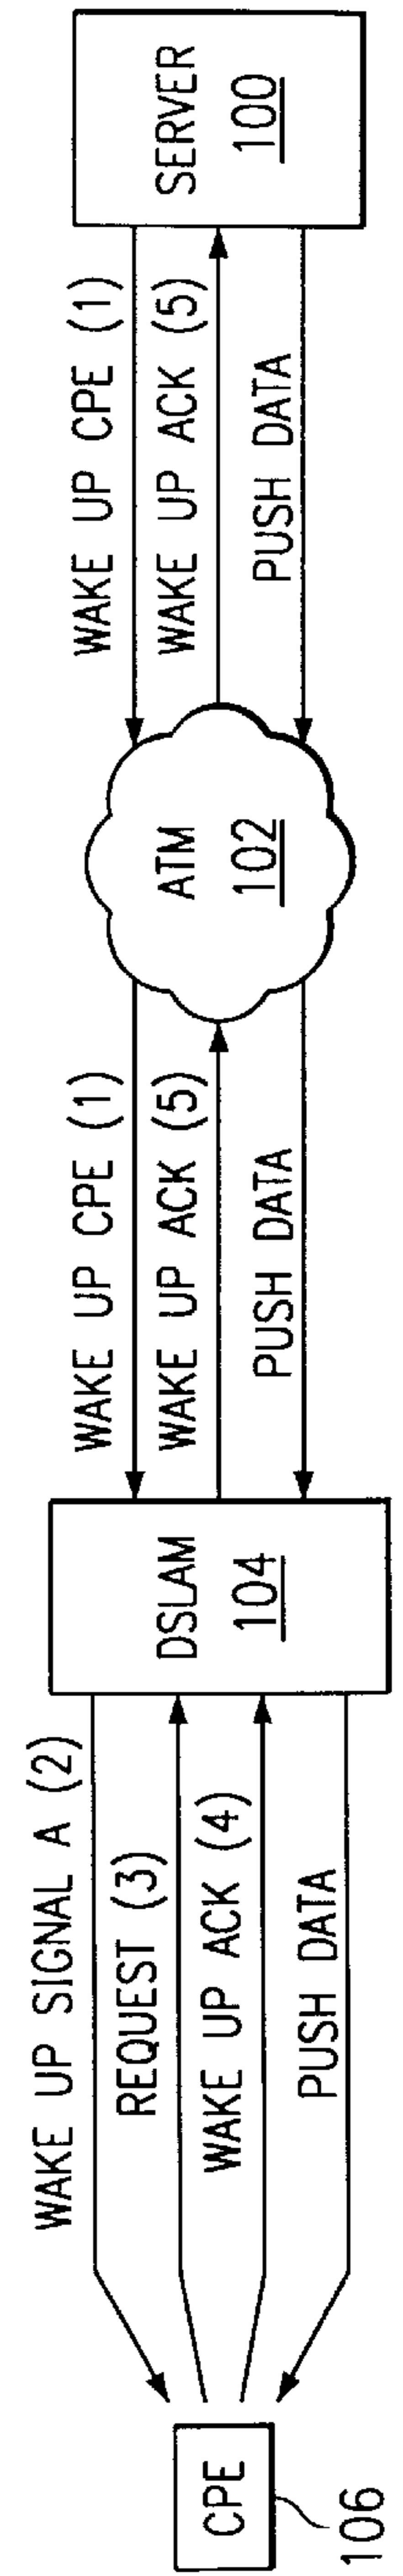 CPE
106
WAKE UP SIGNAL A (2)
REQUEST (3)
WAKE UP ACK (4)
PUSH DATA
DSLAM
104
WAKE UP CPE (1)
WAKE UP ACK (5)
PUSH DATA
ATM
102
WAKE UP CPE (1)
WAKE UP ACK (5)
PUSH DATA
SERVER
100